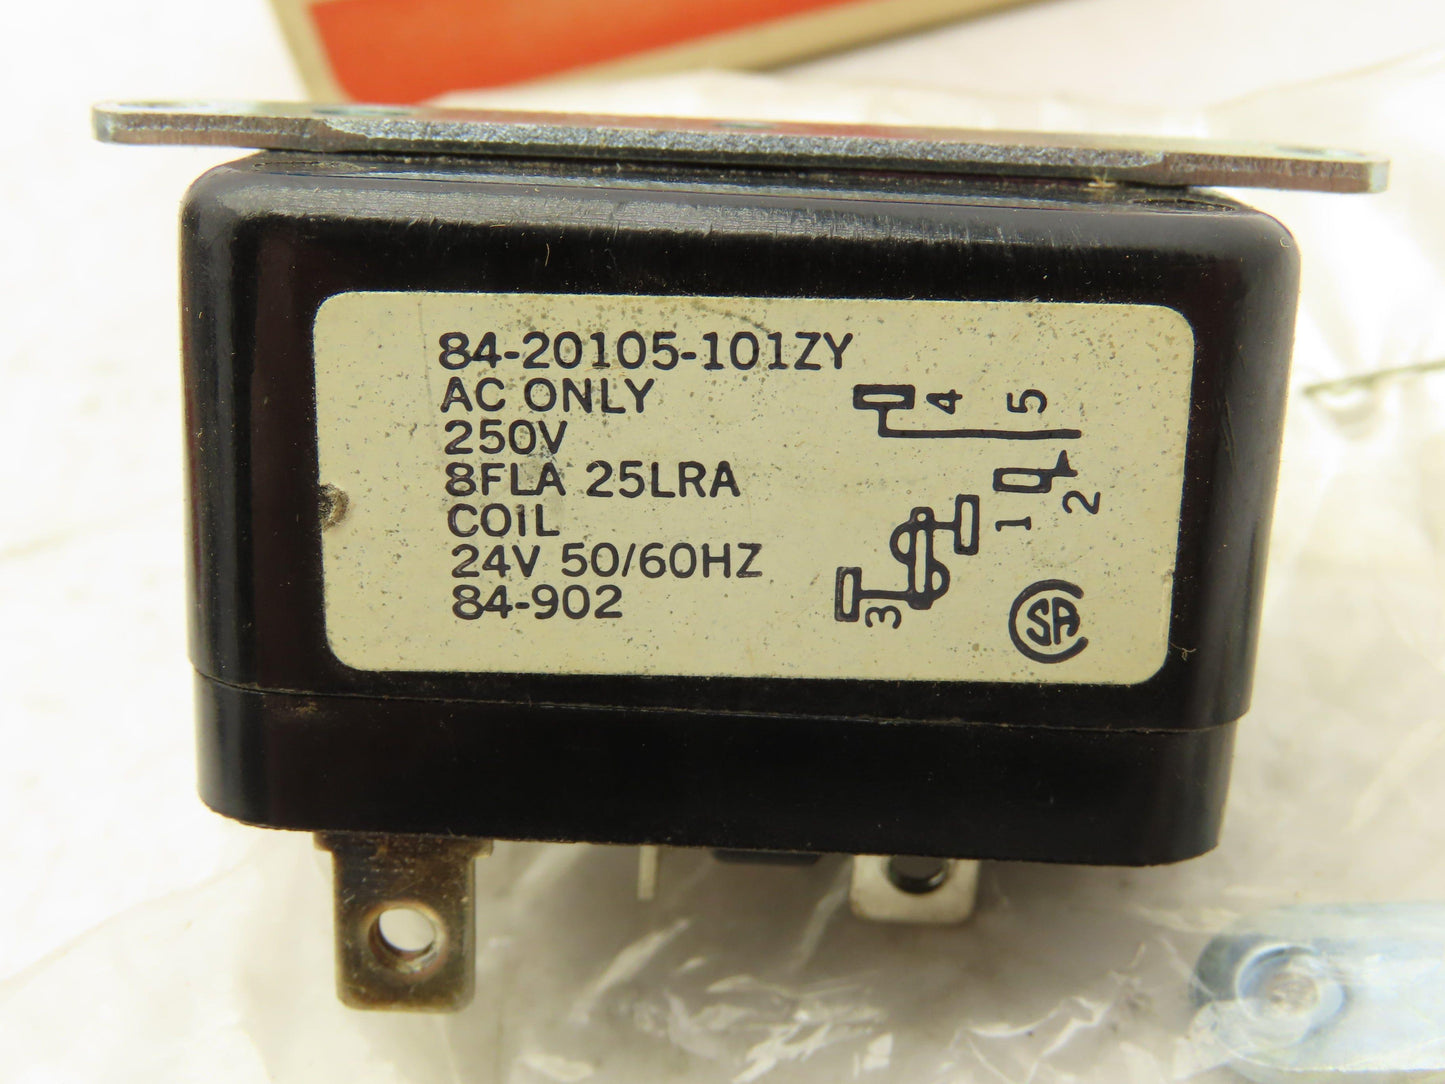 84-20105-101ZY
AC ONLY
250V
8FLA 25LRA
COIL
24V 50/60HZ
84-902
4 5
1 2
3
CSA